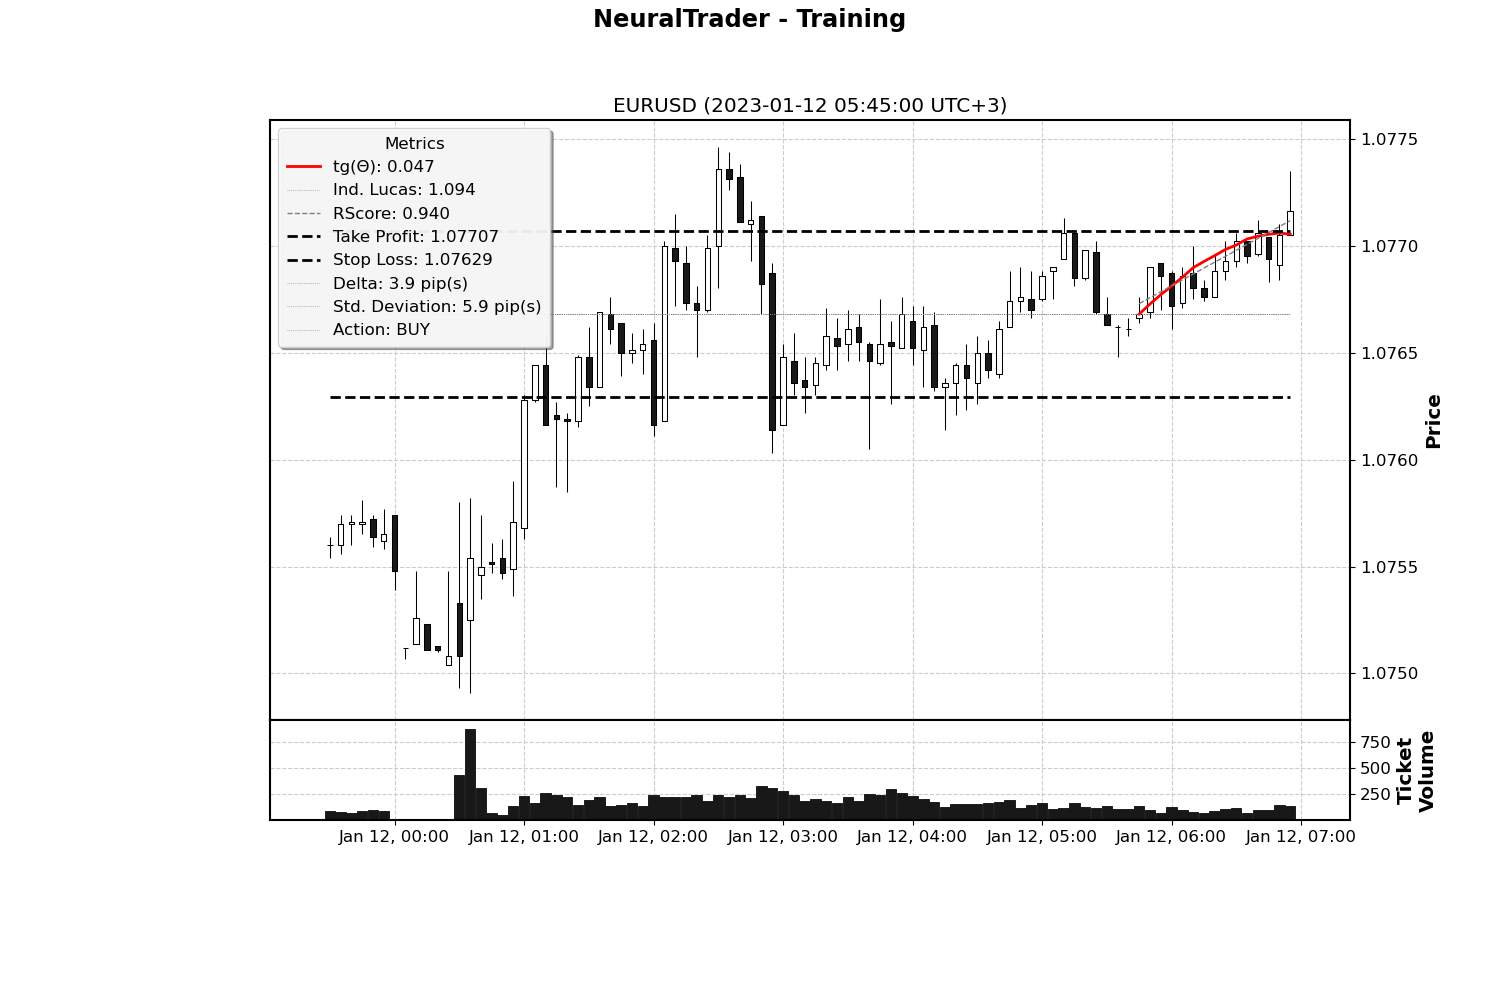 NeuralTrader - Training
EURUSD (2023-01-12 05:45:00 UTC+3)
Metrics
tg(Θ): 0.047
Ind. Lucas: 1.094
RScore: 0.940
Take Profit: 1.07707
Stop Loss: 1.07629
Delta: 3.9 pip(s)
Std. Deviation: 5.9 pip(s)
Action: BUY
1.0775
1.0770
1.0765
1.0760
1.0755
1.0750
Price
750
500
250
Ticket
Volume
Jan 12, 00:00
Jan 12, 01:00
Jan 12, 02:00
Jan 12, 03:00
Jan 12, 04:00
Jan 12, 05:00
Jan 12, 06:00
Jan 12, 07:00